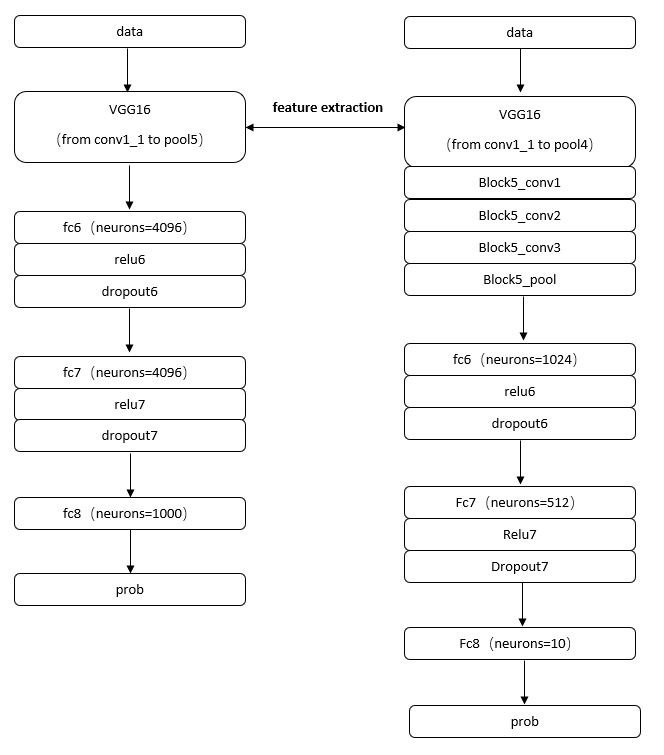 data
VGG16
（from conv1_1 to pool5）
fc6（neurons=4096）
relu6
dropout6
fc7（neurons=4096）
relu7
dropout7
fc8（neurons=1000）
prob
feature extraction
data
VGG16
（from conv1_1 to pool4）
Block5_conv1
Block5_conv2
Block5_conv3
Block5_pool
fc6（neurons=1024）
relu6
dropout6
Fc7（neurons=512）
Relu7
Dropout7
Fc8（neurons=10）
prob